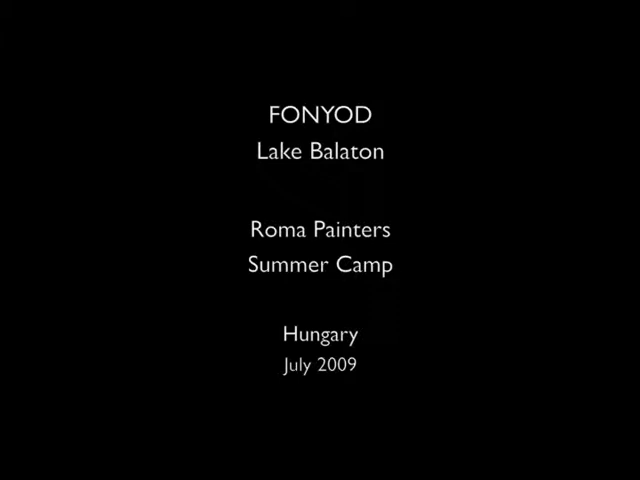 FONYOD
Lake Balaton
Roma Painters
Summer Camp
Hungary
July 2009